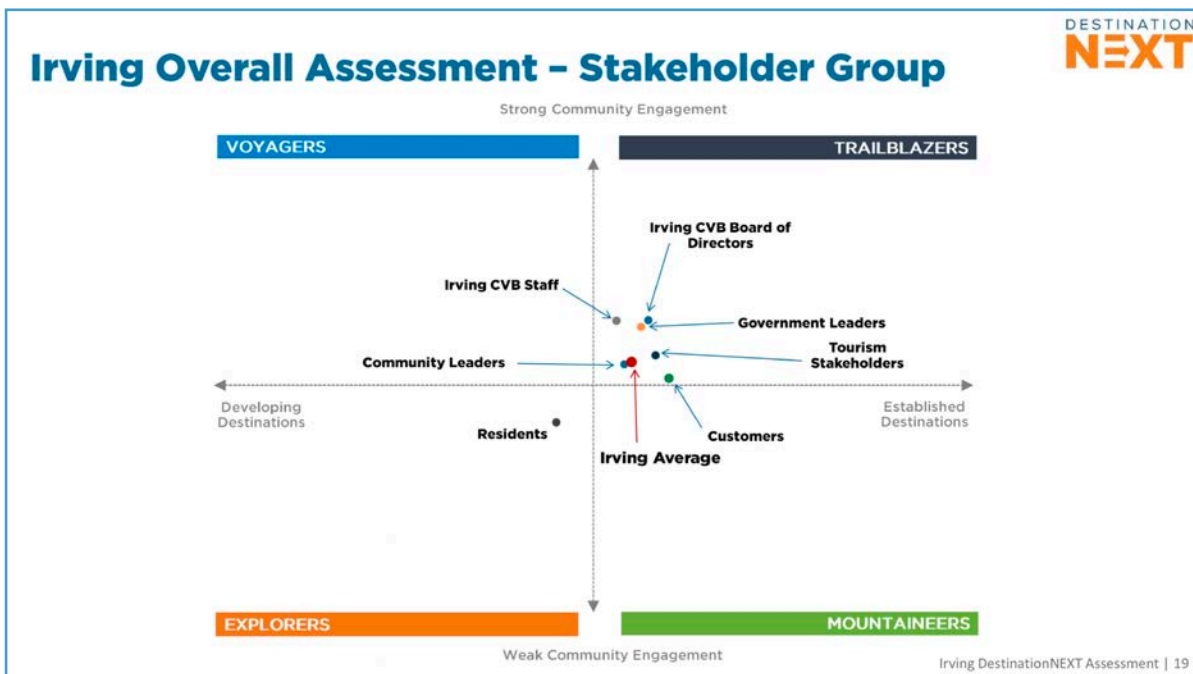 DESTINATION
NEXT
Irving Overall Assessment – Stakeholder Group
Strong Community Engagement
VOYAGERS
TRAILBLAZERS
Irving CVB Board of
Directors
Irving CVB Staff
Government Leaders
Tourism
Stakeholders
Community Leaders
Developing
Destinations
Established
Destinations
Residents
Customers
Irving Average
EXPLORERS
MOUNTAINEERS
Weak Community Engagement
Irving DestinationNEXT Assessment | 19